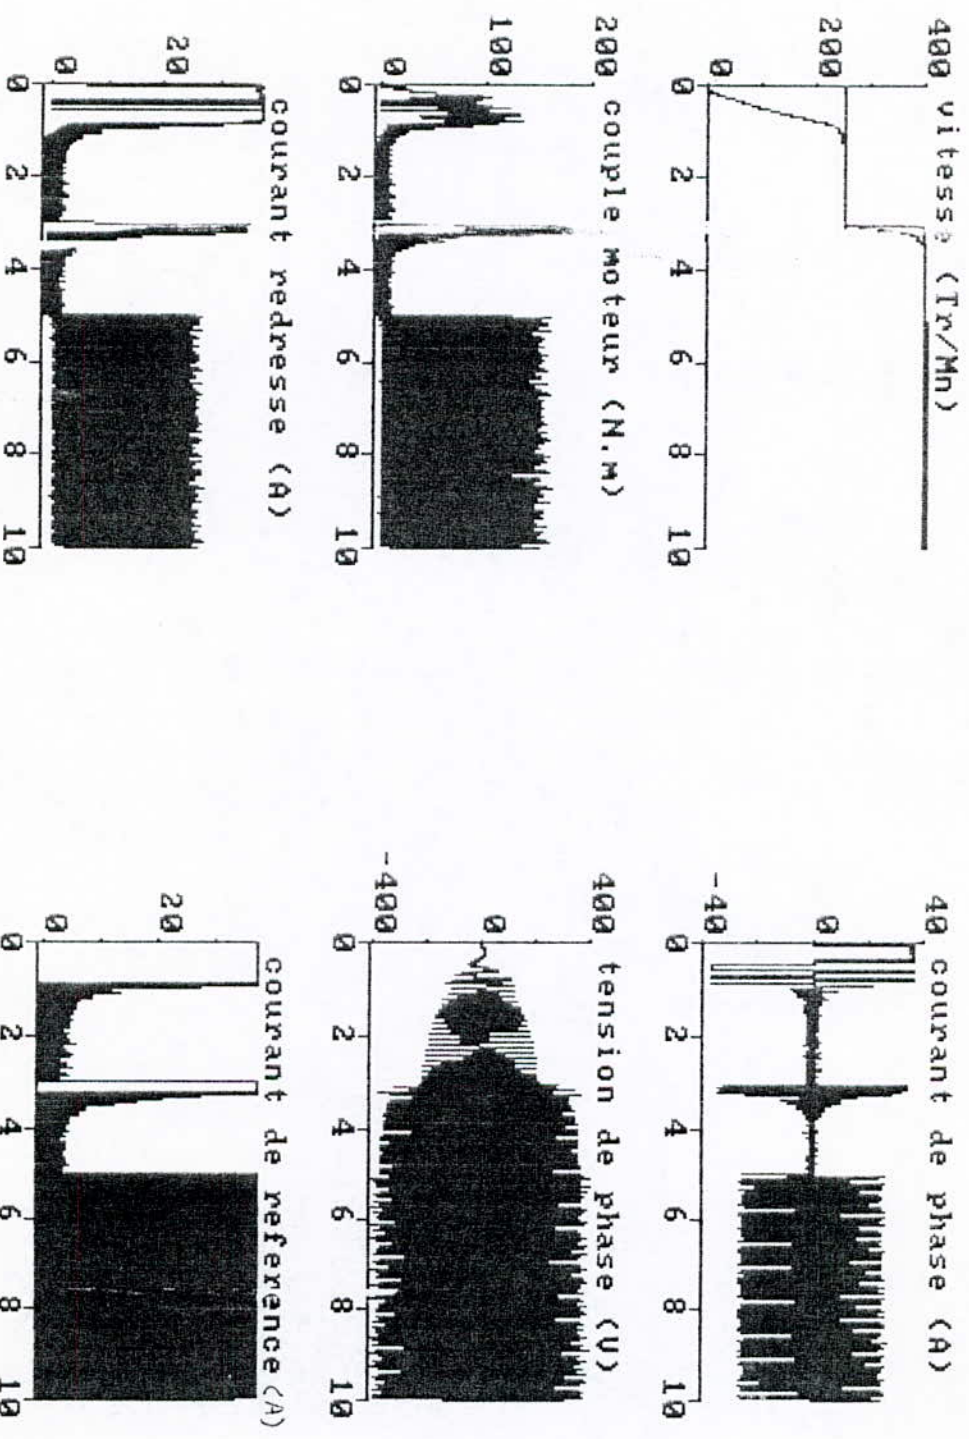 vitesse (Tr/Mn)
4000
2000
0
0 2 4 6 8 10
courant de phase (A)
40
0
-40
0 2 4 6 8 10
couple moteur (N.M)
200
100
0
0 2 4 6 8 10
tension de phase (V)
400
0
-400
0 2 4 6 8 10
courant redresse (A)
20
0
0 2 4 6 8 10
courant de reference (A)
20
0
0 2 4 6 8 10